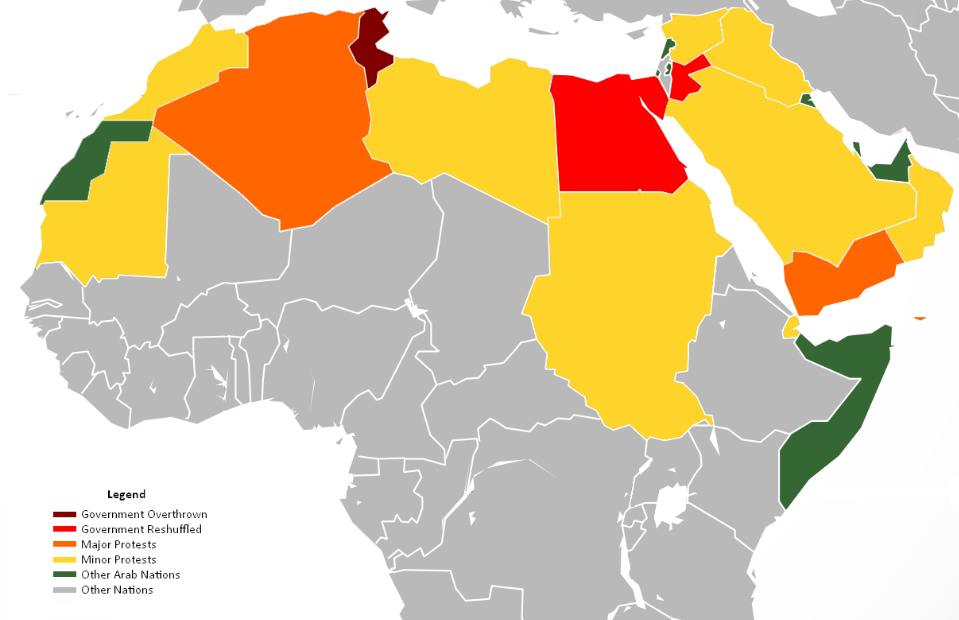 Legend
Government Overthrown
Government Reshuffled
Major Protests
Minor Protests
Other Arab Nations
Other Nations